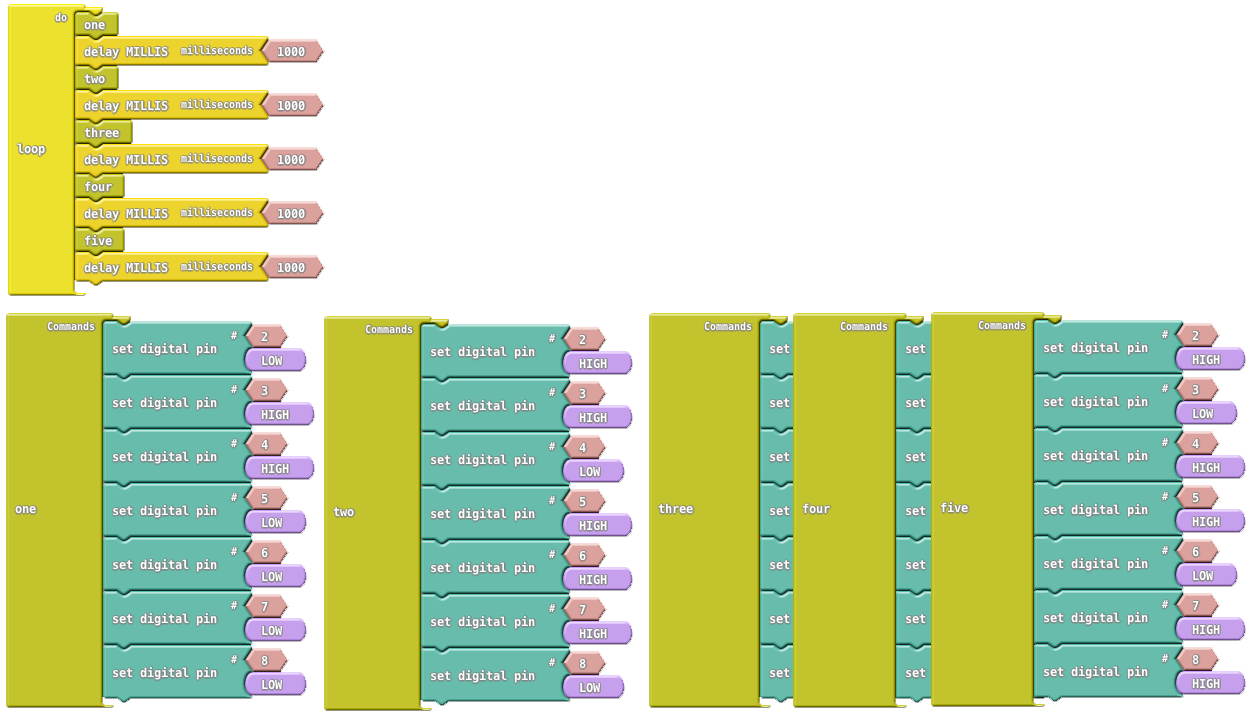 do
one
delay MILLIS milliseconds 1000
two
delay MILLIS milliseconds 1000
three
delay MILLIS milliseconds 1000
loop
four
delay MILLIS milliseconds 1000
five
delay MILLIS milliseconds 1000
one
Commands
set digital pin # 2
LOW
set digital pin # 3
HIGH
set digital pin # 4
HIGH
set digital pin # 5
LOW
set digital pin # 6
LOW
set digital pin # 7
LOW
set digital pin # 8
LOW
two
Commands
set digital pin # 2
HIGH
set digital pin # 3
HIGH
set digital pin # 4
LOW
set digital pin # 5
HIGH
set digital pin # 6
HIGH
set digital pin # 7
HIGH
set digital pin # 8
LOW
three
Commands
set
set
set
set
set
set
set
four
Commands
set
set
set
set
set
set
set
five
Commands
set digital pin # 2
HIGH
set digital pin # 3
LOW
set digital pin # 4
HIGH
set digital pin # 5
HIGH
set digital pin # 6
LOW
set digital pin # 7
HIGH
set digital pin # 8
HIGH